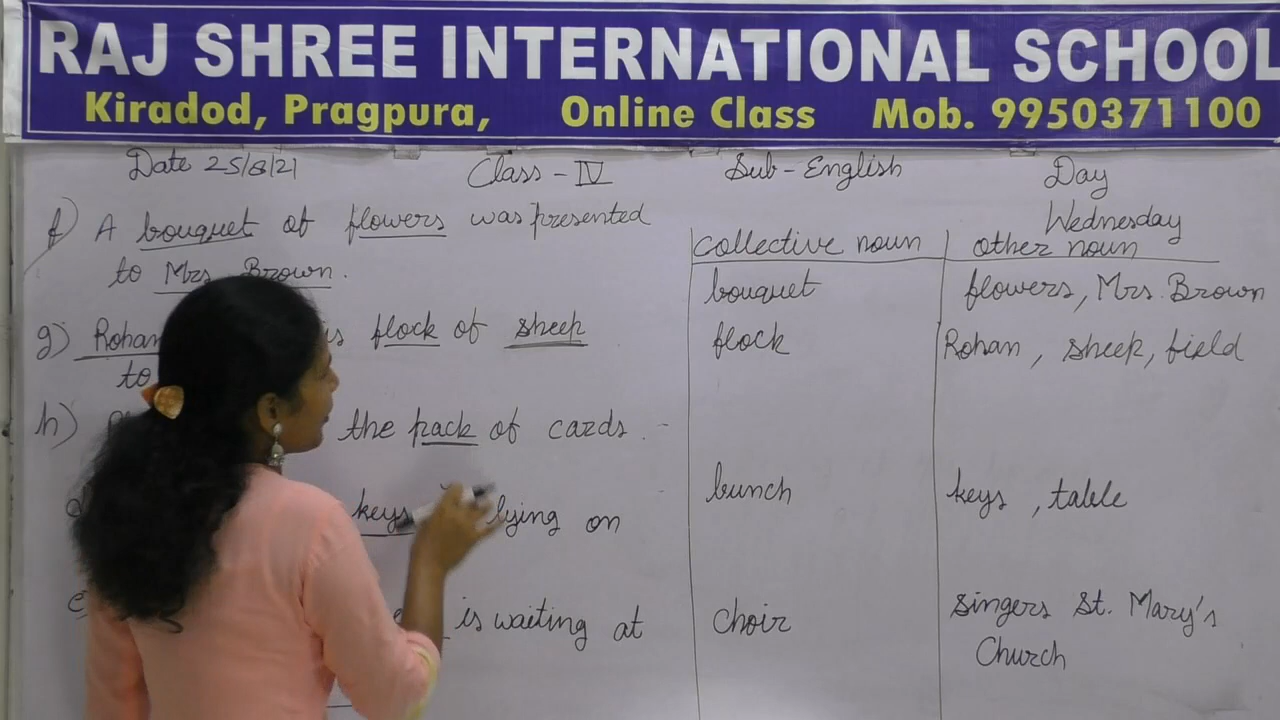 RAJ SHREE INTERNATIONAL SCHOOL
Kiradod, Pragpura, Online Class Mob. 9950371100
Date 25/8/21 Class - IV Sub - English Day
Wednesday
f) A bouquet of flowers was presented
to Mrs. Brown.
g) Rohan is flock of sheep
to
h) the pack of cards.
keys lying on
e is waiting at
collective noun other noun
bouquet flowers, Mrs. Brown
flock Rohan, sheep, field
bunch keys, table
choir singers St. Mary's
Church